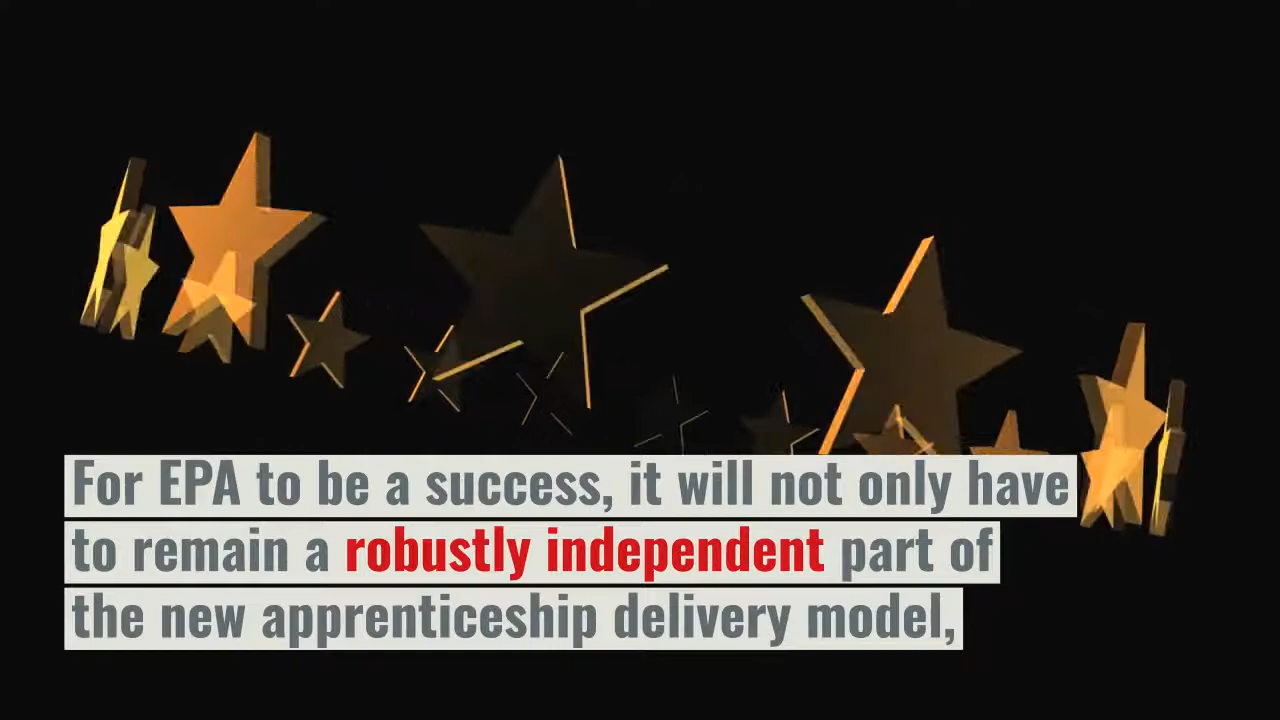 For EPA to be a success, it will not only have
to remain a robustly independent part of
the new apprenticeship delivery model,